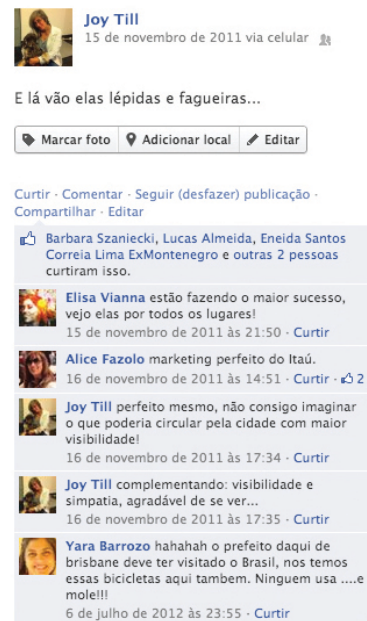 Joy Till
15 de novembro de 2011 via celular
E lá vão elas lépidas e fagueiras...
Marcar foto
Adicionar local
Editar
Curtir · Comentar · Seguir (desfazer) publicação ·
Compartilhar · Editar
Barbara Szaniecki, Lucas Almeida, Eneida Santos
Correia Lima ExMontenegro e outras 2 pessoas
curtiram isso.
Elisa Vianna estão fazendo o maior sucesso,
vejo elas por todos os lugares!
15 de novembro de 2011 às 21:50 · Curtir
Alice Fazolo marketing perfeito do Itaú.
16 de novembro de 2011 às 14:51 · Curtir · 2
Joy Till perfeito mesmo, não consigo imaginar
o que poderia circular pela cidade com maior
visibilidade!
16 de novembro de 2011 às 17:34 · Curtir
Joy Till complementando: visibilidade e
simpatia, agradável de se ver...
16 de novembro de 2011 às 17:35 · Curtir
Yara Barrozo hahahah o prefeito daqui de
brisbane deve ter visitado o Brasil, nos temos
essas bicicletas aqui tambem. Ninguem usa ....e
mole!!!
6 de julho de 2012 às 23:55 · Curtir